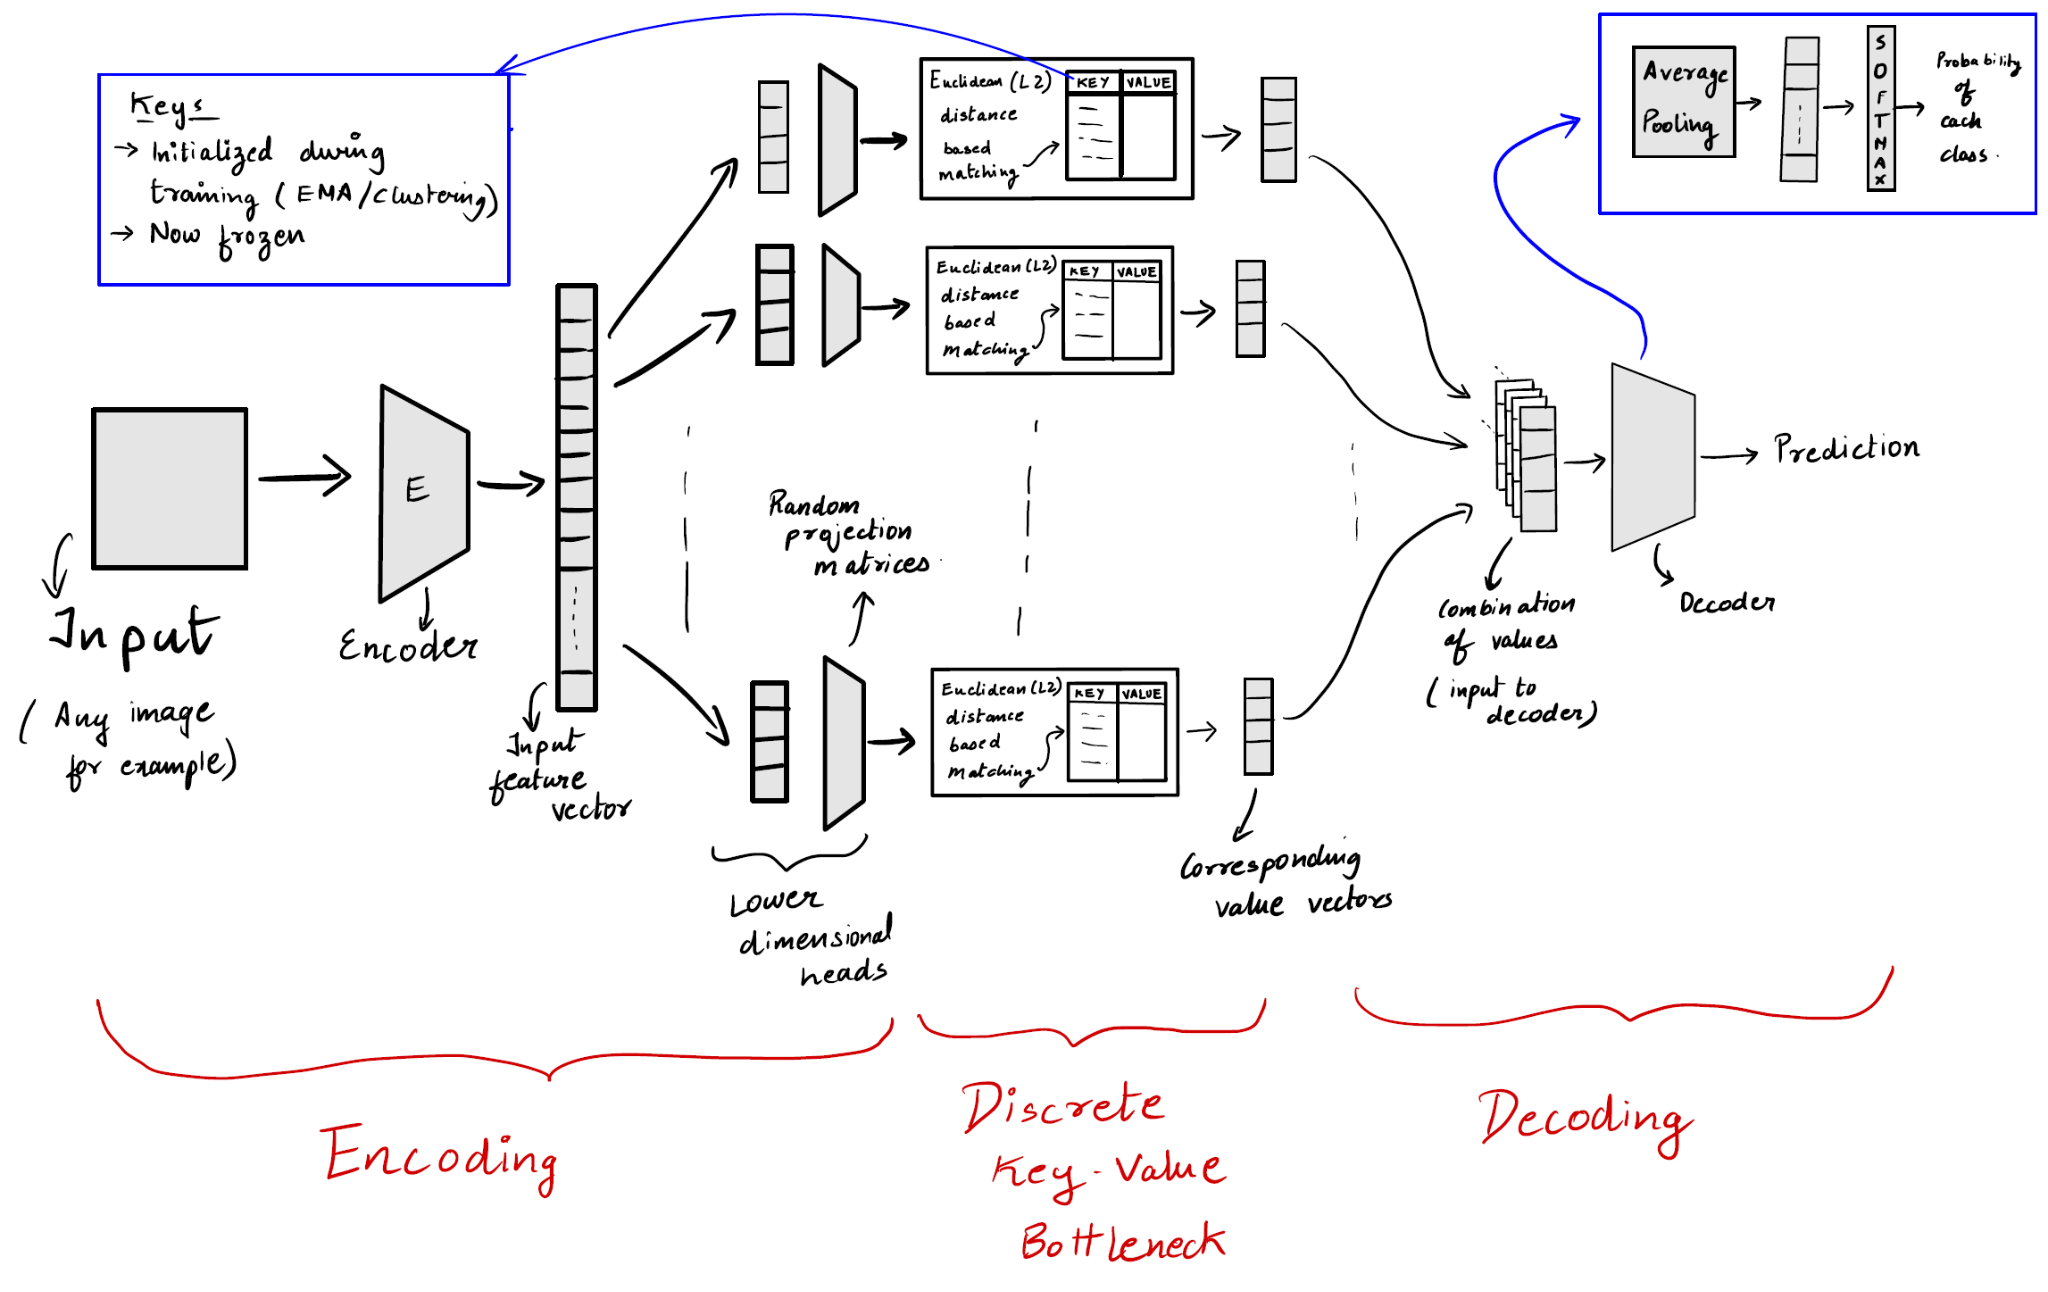 Keys
→ Initialized during
training (EMA/clustering)
→ Now frozen
Input
(Any image
for example)
E
Encoder
Input
feature
vector
Random
projection
matrices.
Lower
dimensional
heads
Euclidean (L2)
distance
based
matching
KEY VALUE
Euclidean (L2)
distance
based
matching
KEY VALUE
Euclidean (L2)
distance
based
matching
KEY VALUE
Corresponding
value vectors
Combination
of values
(input to
decoder)
Decoder
Prediction
Average
Pooling
SOFTMAX
Probability
of
each
class.
Encoding
Discrete
Key-Value
Bottleneck
Decoding